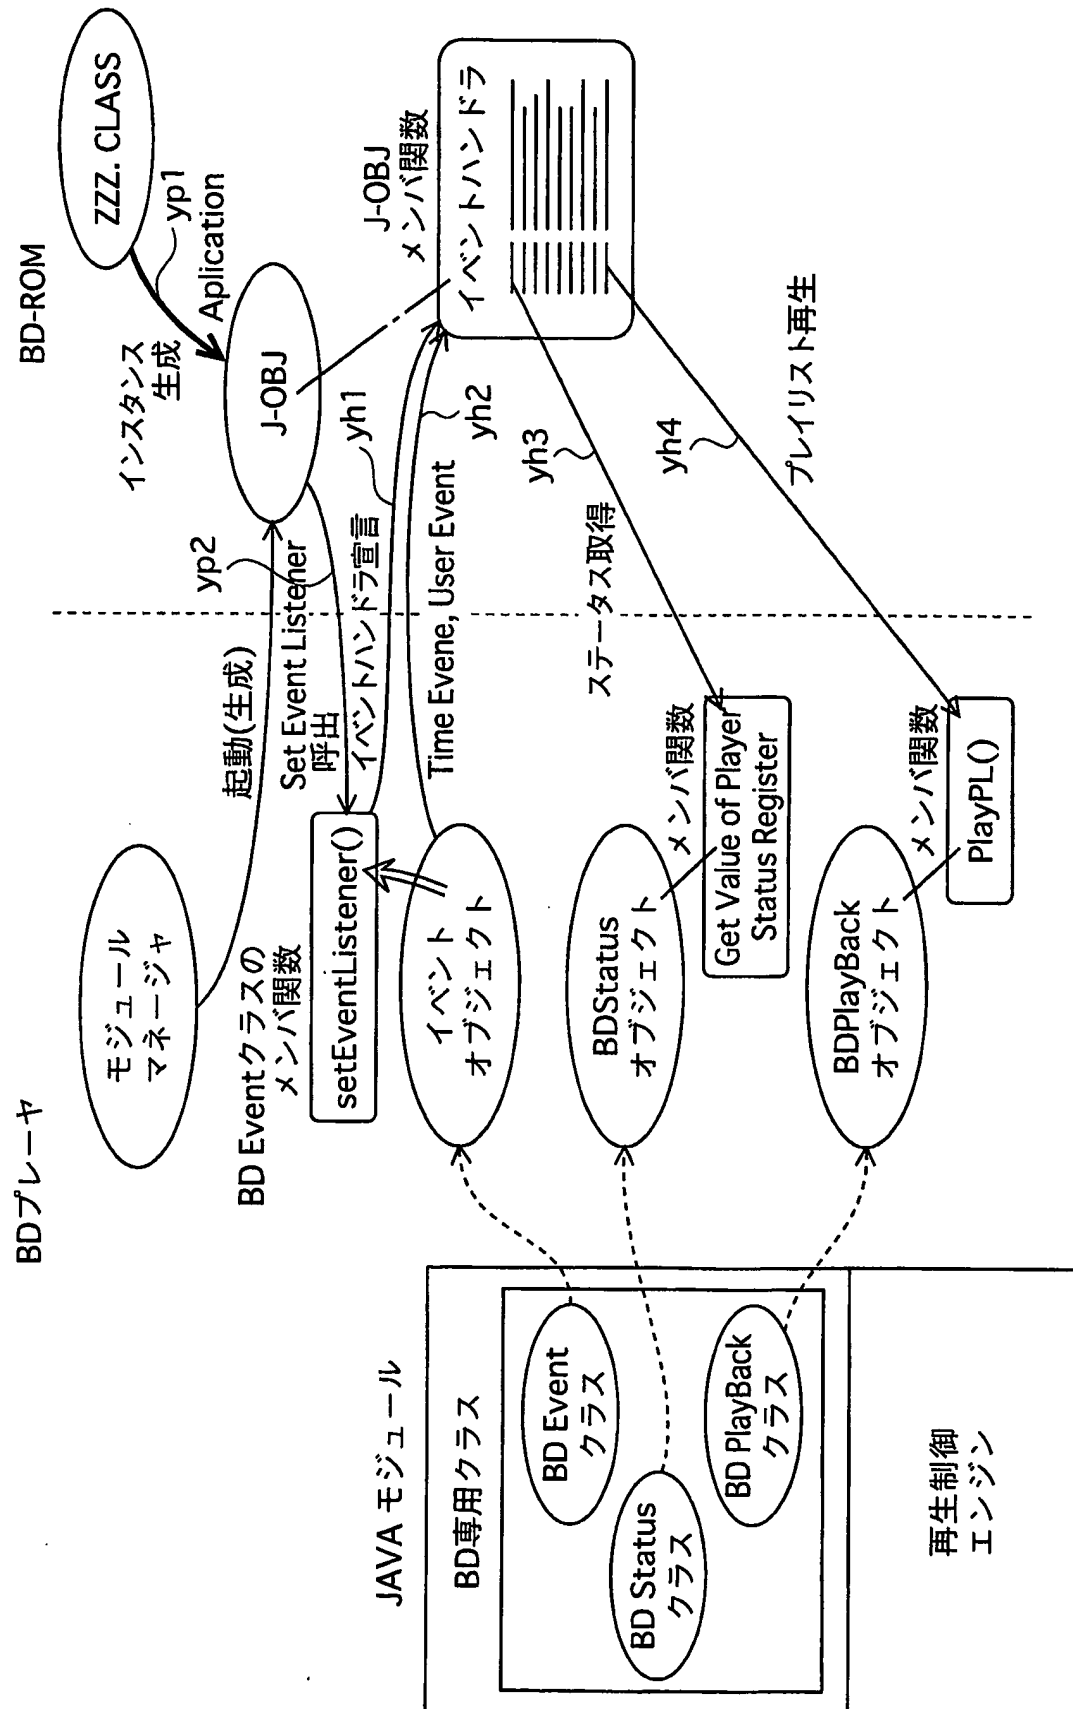 BDプレーヤ
BD-ROM
モジュール
マネージャ
起動(生成)
インスタンス
生成
ZZZ. CLASS
yp1
Aplication
J-OBJ
yp2
Set Event Listener
呼出
BD Eventクラスの
メンバ関数
setEventListener()
イベントハンドラ宣言
yh1
J-OBJ
メンバ関数
イベントハンドラ
イベント
オブジェクト
Time Evene, User Event
yh2
JAVA モジュール
BD専用クラス
BD Event
クラス
BD Status
クラス
BD PlayBack
クラス
BDStatus
オブジェクト
メンバ関数
Get Value of Player
Status Register
ステータス取得
yh3
BDPlayBack
オブジェクト
メンバ関数
PlayPL()
yh4
プレイリスト再生
再生制御
エンジン